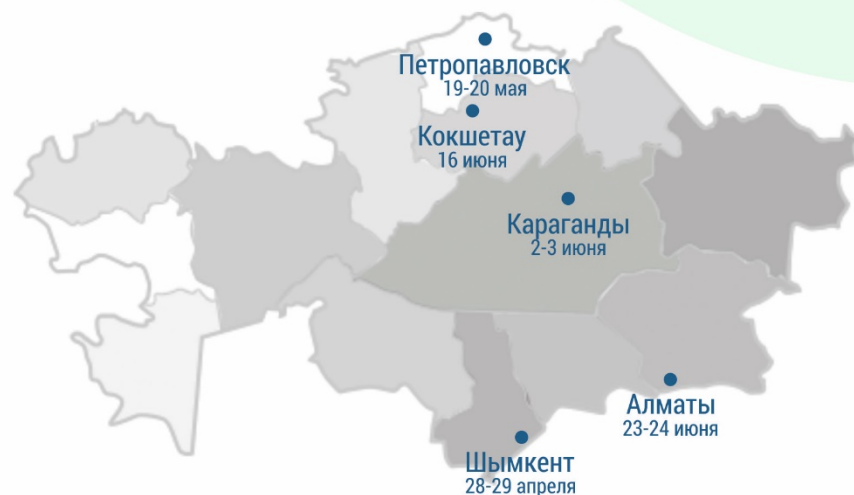 Петропавловск
19-20 мая
Кокшетау
16 июня
Караганды
2-3 июня
Алматы
23-24 июня
Шымкент
28-29 апреля